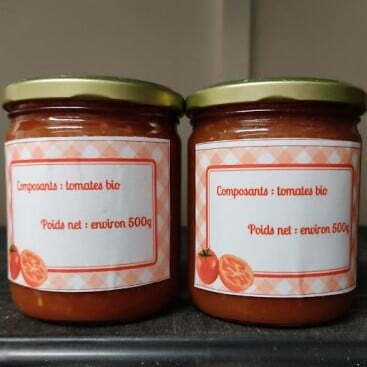 Composants : tomates bio
Poids net : environ 500g
Composants : tomates bio
Poids net : environ 500g